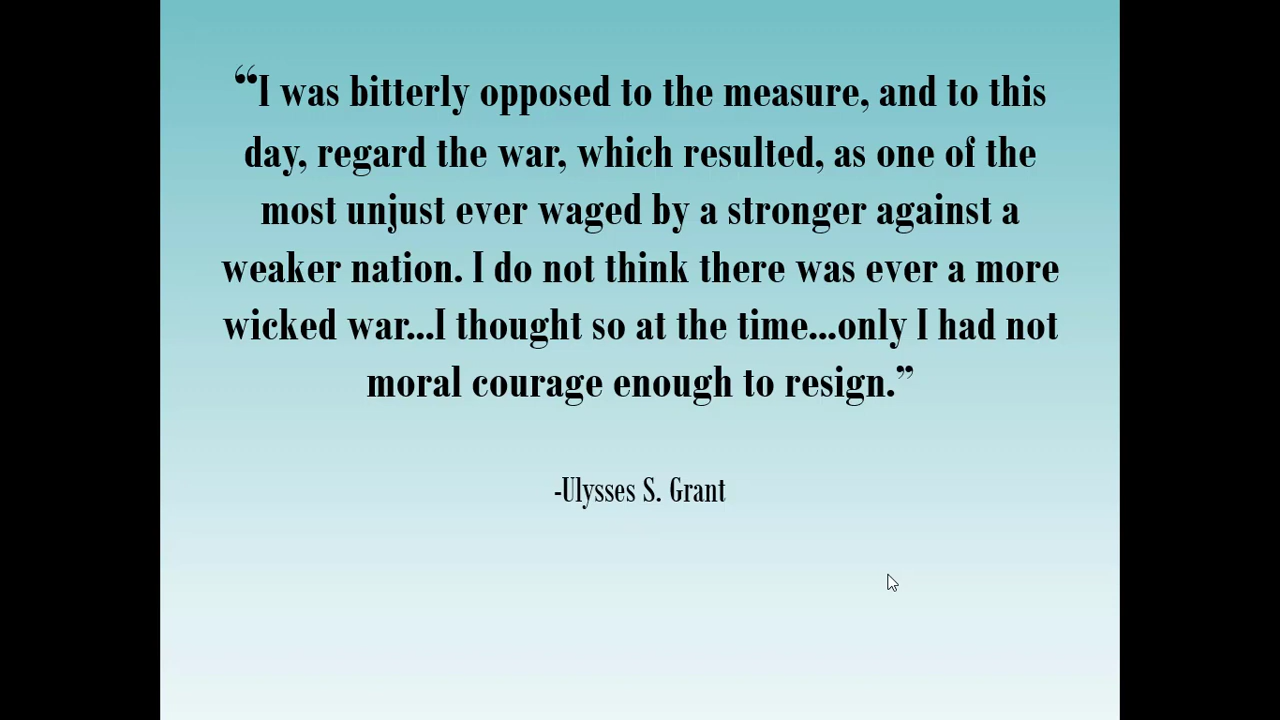 “I was bitterly opposed to the measure, and to this
day, regard the war, which resulted, as one of the
most unjust ever waged by a stronger against a
weaker nation. I do not think there was ever a more
wicked war...I thought so at the time...only I had not
moral courage enough to resign.”
-Ulysses S. Grant